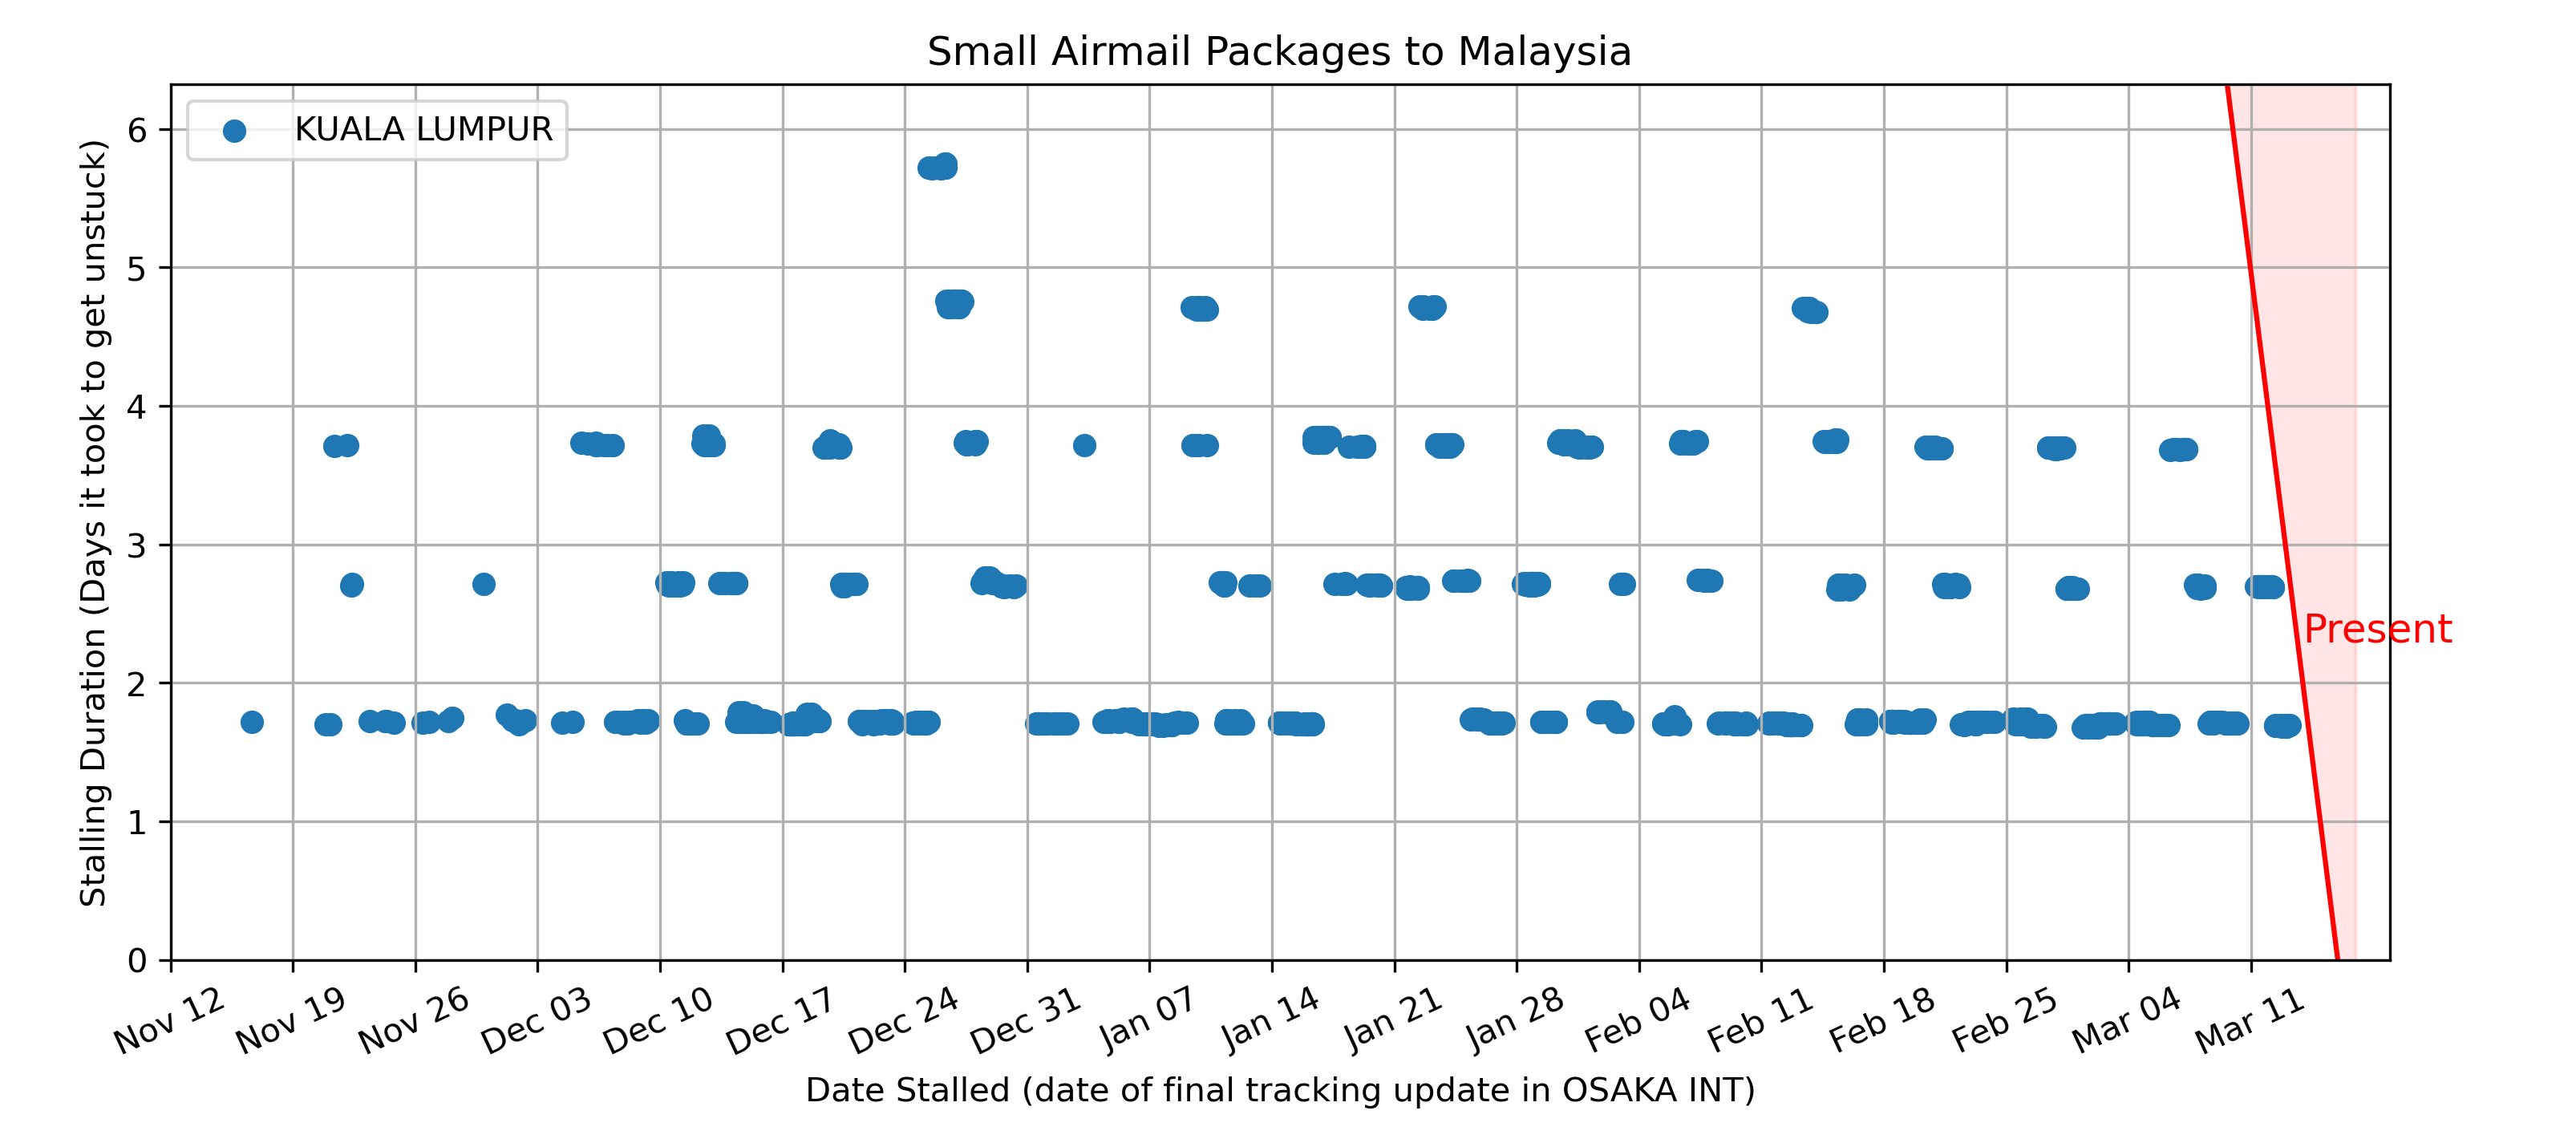 Small Airmail Packages to Malaysia
KUALA LUMPUR
Stalling Duration (Days it took to get unstuck)
6
5
4
3
2
1
0
Present
Nov 12
Nov 19
Nov 26
Dec 03
Dec 10
Dec 17
Dec 24
Dec 31
Jan 07
Jan 14
Jan 21
Jan 28
Feb 04
Feb 11
Feb 18
Feb 25
Mar 04
Mar 11
Date Stalled (date of final tracking update in OSAKA INT)